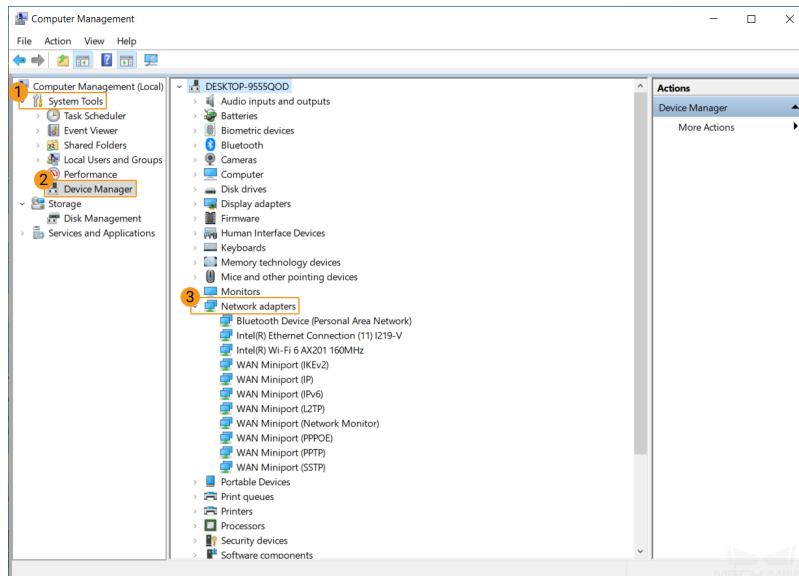 Computer Management
File Action View Help
Computer Management (Local)
1
System Tools
Task Scheduler
Event Viewer
Shared Folders
Local Users and Groups
Performance
2
Device Manager
Storage
Disk Management
Services and Applications
DESKTOP-9555QOD
Audio inputs and outputs
Batteries
Biometric devices
Bluetooth
Cameras
Computer
Disk drives
Display adapters
Firmware
Human Interface Devices
Keyboards
Memory technology devices
Mice and other pointing devices
Monitors
3
Network adapters
Bluetooth Device (Personal Area Network)
Intel(R) Ethernet Connection (11) I219-V
Intel(R) Wi-Fi 6 AX201 160MHz
WAN Miniport (IKEv2)
WAN Miniport (IP)
WAN Miniport (IPv6)
WAN Miniport (L2TP)
WAN Miniport (Network Monitor)
WAN Miniport (PPPOE)
WAN Miniport (PPTP)
WAN Miniport (SSTP)
Portable Devices
Print queues
Printers
Processors
Security devices
Software components
Actions
Device Manager
More Actions